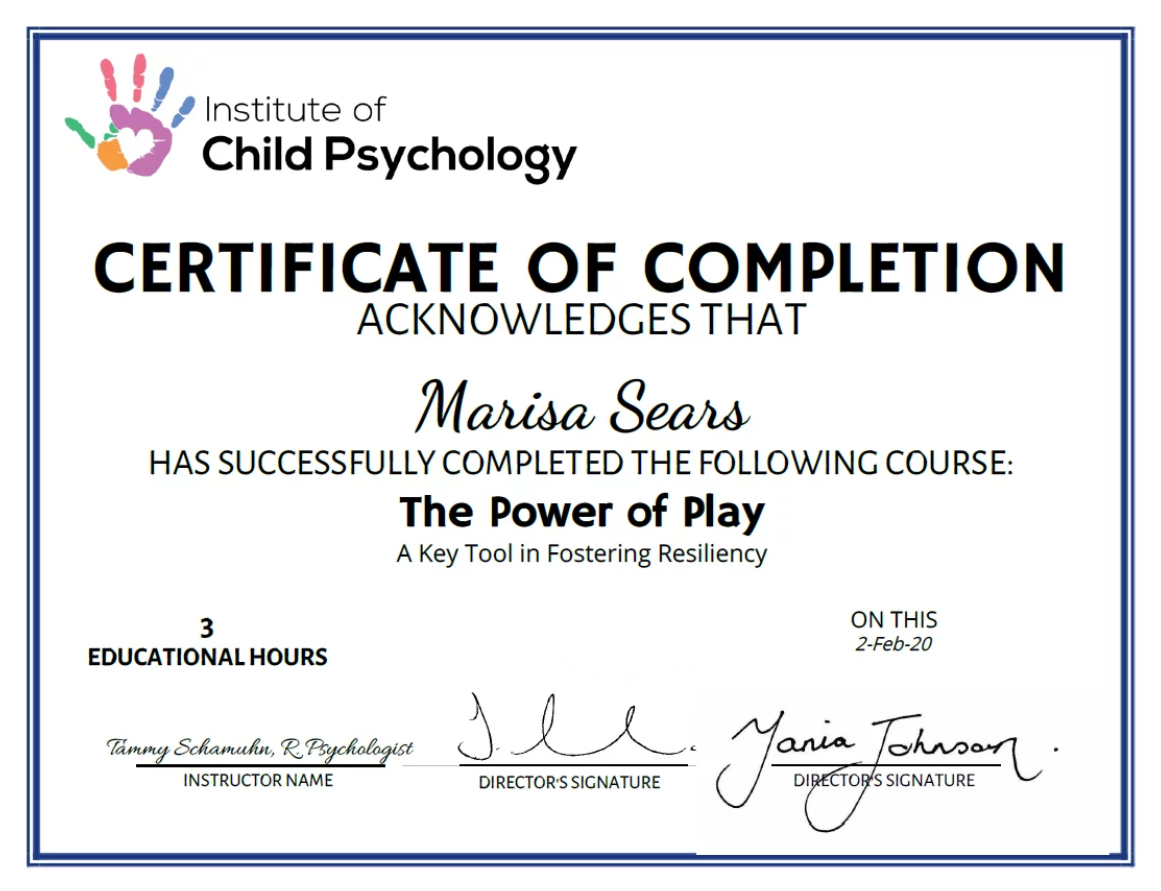 Institute of
Child Psychology
CERTIFICATE OF COMPLETION
ACKNOWLEDGES THAT
Marisa Sears
HAS SUCCESSFULLY COMPLETED THE FOLLOWING COURSE:
The Power of Play
A Key Tool in Fostering Resiliency
3
EDUCATIONAL HOURS
ON THIS
2-Feb-20
Tammy Schamuhn, R. Psychologist
INSTRUCTOR NAME
DIRECTOR'S SIGNATURE
Tania Johnson
DIRECTOR'S SIGNATURE